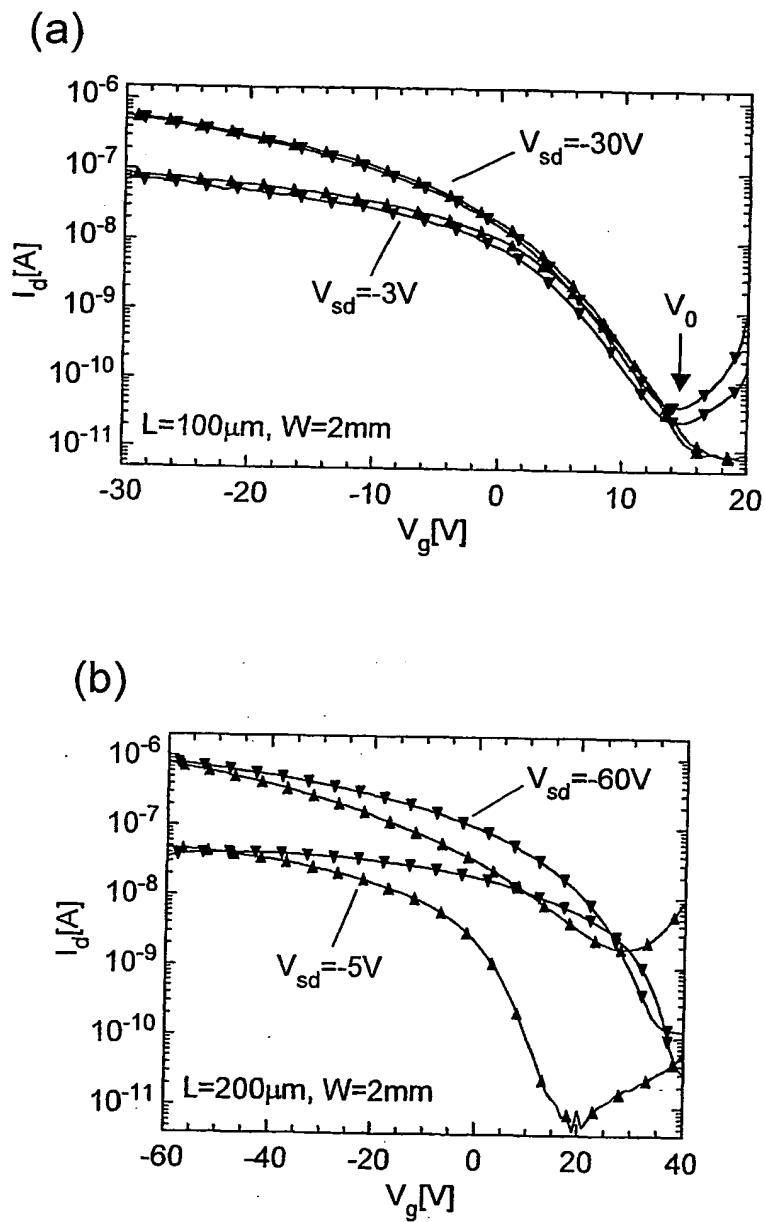 (a)
10⁻⁶
10⁻⁷
10⁻⁸
10⁻⁹
10⁻¹⁰
10⁻¹¹
I_d[A]
V_sd=-30V
V_sd=-3V
V_0
L=100μm, W=2mm
-30 -20 -10 0 10 20
V_g[V]
(b)
10⁻⁶
10⁻⁷
10⁻⁸
10⁻⁹
10⁻¹⁰
10⁻¹¹
I_d[A]
V_sd=-60V
V_sd=-5V
L=200μm, W=2mm
-60 -40 -20 0 20 40
V_g[V]